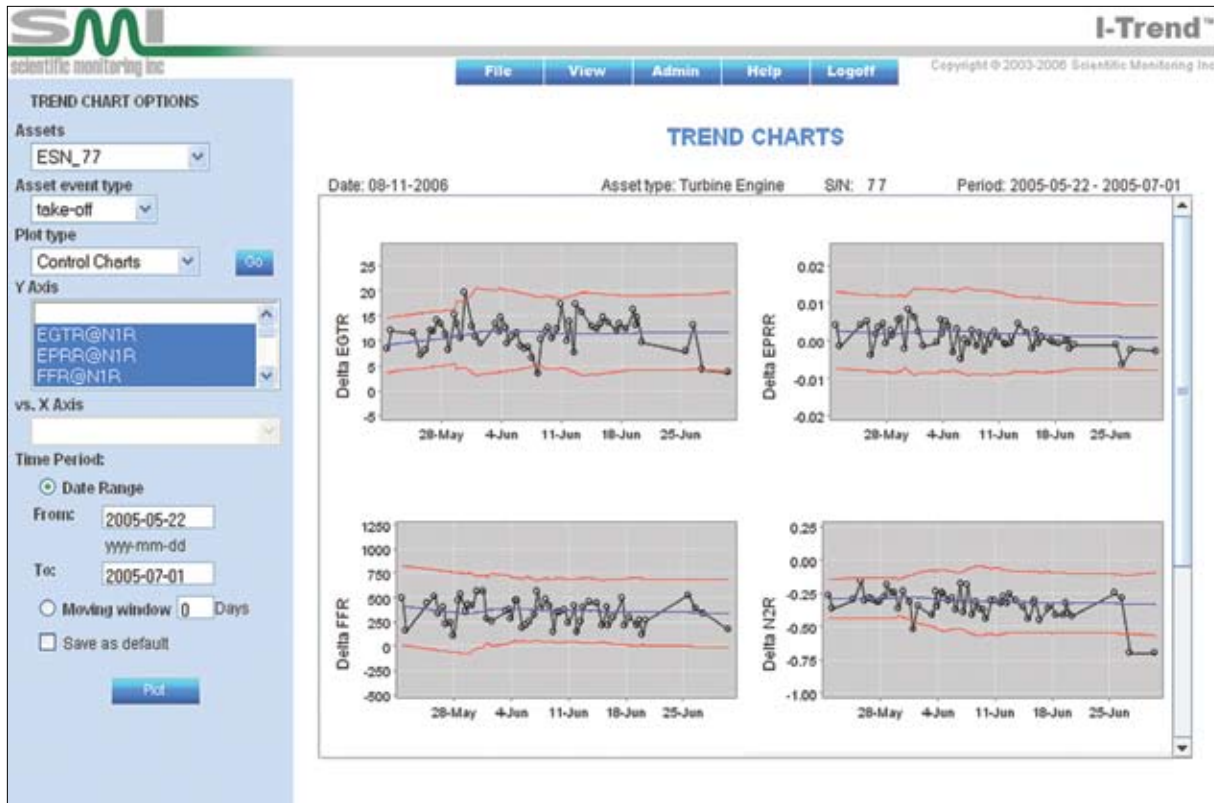 SMI
scientific monitoring inc
I-Trend™
Copyright © 2003-2006 Scientific Monitoring Inc
File View Admin Help Logoff
TREND CHART OPTIONS
Assets
ESN_77
Asset event type
take-off
Plot type
Control Charts
Go
Y Axis
EGTR@N1R
EPRR@N1R
FFR@N1R
vs. X Axis
Time Period:
Date Range
From: 2005-05-22
yyyy-mm-dd
To: 2005-07-01
Moving window 0 Days
Save as default
Plot
TREND CHARTS
Date: 08-11-2006 Asset type: Turbine Engine S/N: 77 Period: 2005-05-22 - 2005-07-01
Delta EGTR
25
20
15
10
5
0
-5
28-May 4-Jun 11-Jun 18-Jun 25-Jun
Delta EPRR
0.02
0.01
0.00
-0.01
-0.02
28-May 4-Jun 11-Jun 18-Jun 25-Jun
Delta FFR
1250
1000
750
500
250
0
-250
-500
28-May 4-Jun 11-Jun 18-Jun 25-Jun
Delta N2R
0.25
0.00
-0.25
-0.50
-0.75
-1.00
28-May 4-Jun 11-Jun 18-Jun 25-Jun